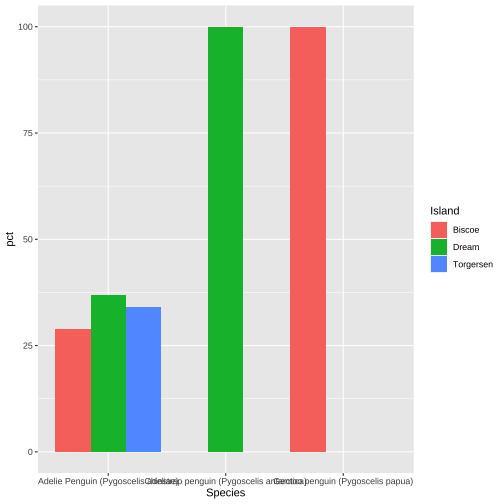 100
75
50
25
0
pct
Adelie Penguin (Pygoscelis
penguin (Pygoscelis
penguin (Pygoscelis papua)
Species
Island
Biscoe
Dream
Torgersen